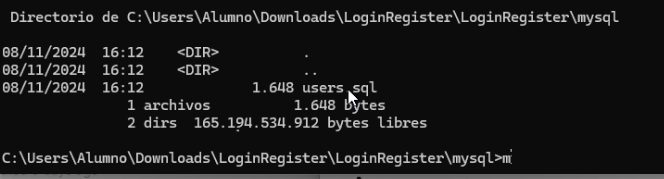 Directorio de C:\Users\Alumno\Downloads\LoginRegister\LoginRegister\mysql
08/11/2024  16:12    <DIR>          .
08/11/2024  16:12    <DIR>          ..
08/11/2024  16:12             1.648 users.sql
               1 archivos          1.648 bytes
               2 dirs  165.194.534.912 bytes libres
C:\Users\Alumno\Downloads\LoginRegister\LoginRegister\mysql>m